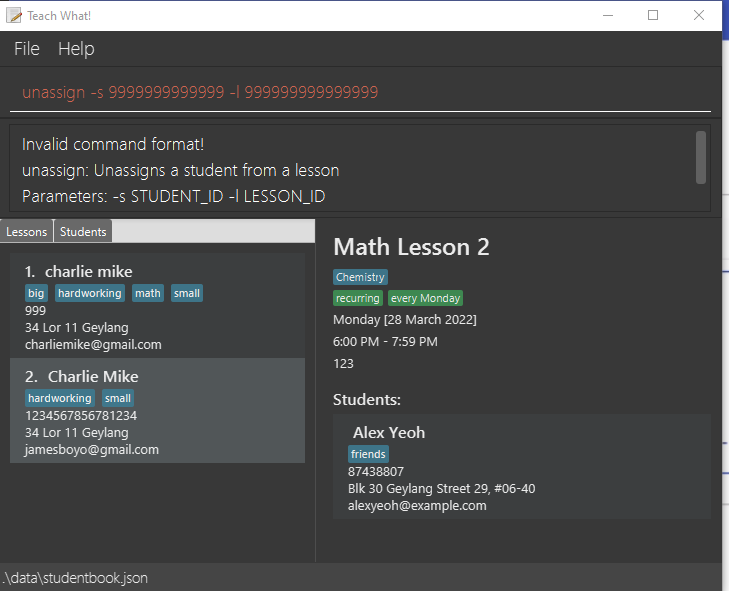 Teach What!
File Help
unassign -s 9999999999999 -l 999999999999999
Invalid command format!
unassign: Unassigns a student from a lesson
Parameters: -s STUDENT_ID -l LESSON_ID
Lessons Students
1. charlie mike
big hardworking math small
999
34 Lor 11 Geylang
charliemike@gmail.com
2. Charlie Mike
hardworking small
1234567856781234
34 Lor 11 Geylang
jamesboyo@gmail.com
Math Lesson 2
Chemistry
recurring every Monday
Monday [28 March 2022]
6:00 PM - 7:59 PM
123
Students:
Alex Yeoh
friends
87438807
Blk 30 Geylang Street 29, #06-40
alexyeoh@example.com
.\data\studentbook.json